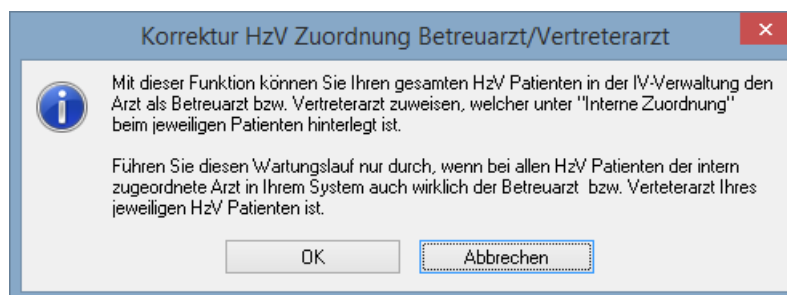 Korrektur HzV Zuordnung Betreuarzt/Vertreterarzt
Mit dieser Funktion können Sie Ihren gesamten HzV Patienten in der IV-Verwaltung den
Arzt als Betreuarzt bzw. Vertreterarzt zuweisen, welcher unter "Interne Zuordnung"
beim jeweiligen Patienten hinterlegt ist.
Führen Sie diesen Wartungslauf nur durch, wenn bei allen HzV Patienten der intern
zugeordnete Arzt in Ihrem System auch wirklich der Betreuarzt bzw. Verteterarzt Ihres
jeweiligen HzV Patienten ist.
OK
Abbrechen